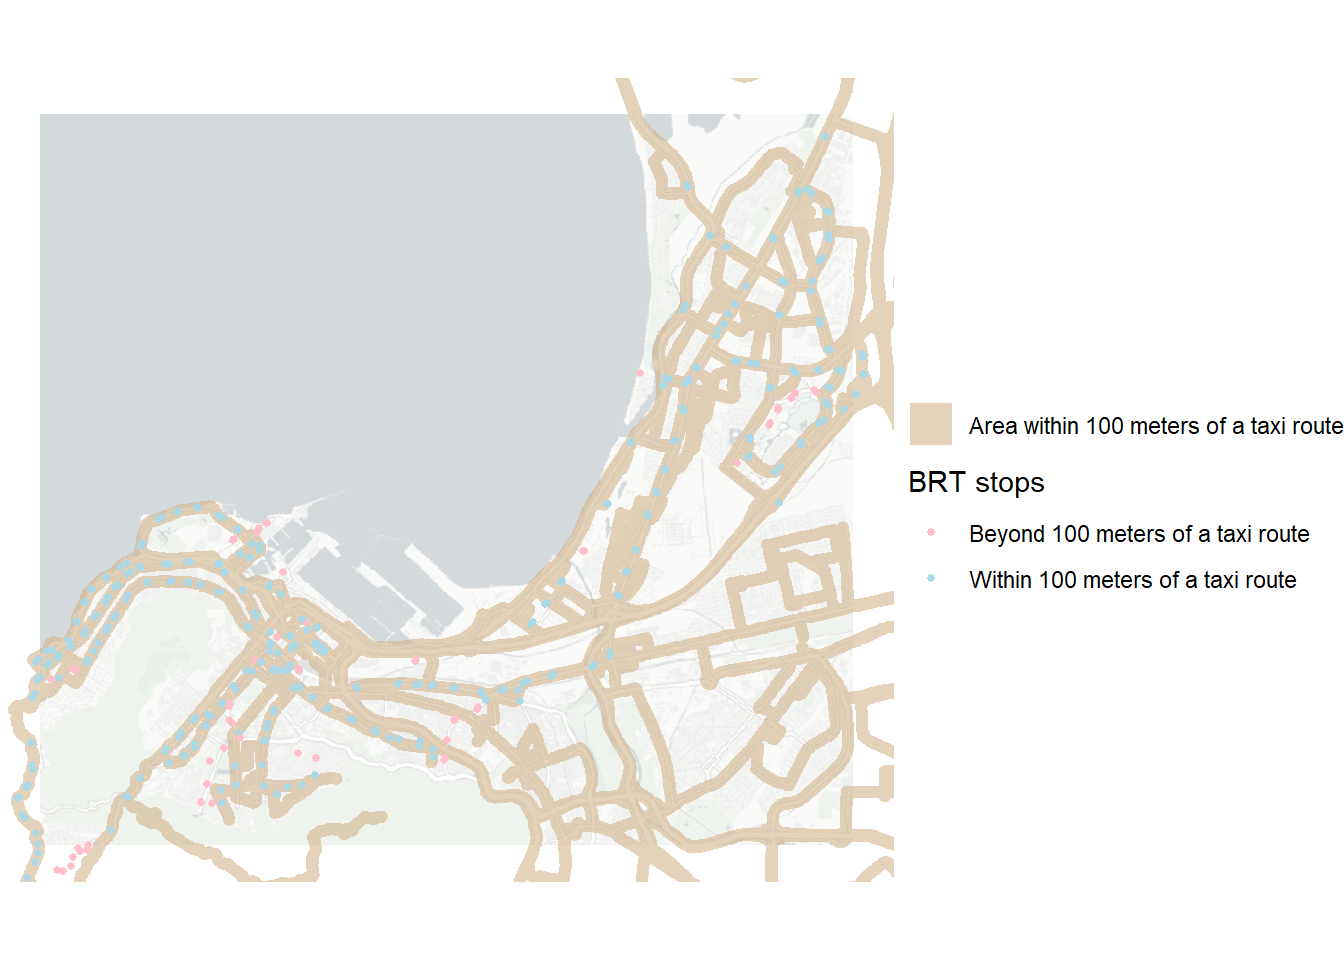 Area within 100 meters of a taxi route
BRT stops
Beyond 100 meters of a taxi route
Within 100 meters of a taxi route